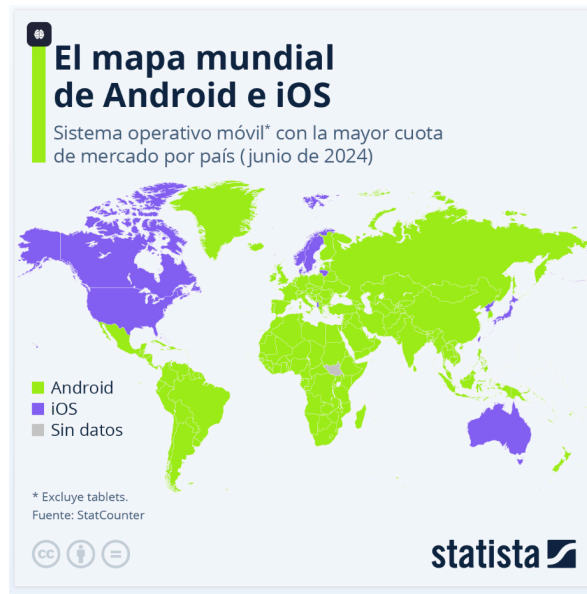 El mapa mundial
de Android e iOS
Sistema operativo móvil* con la mayor cuota
de mercado por país (junio de 2024)
Android
iOS
Sin datos
* Excluye tablets.
Fuente: StatCounter
cc
statista